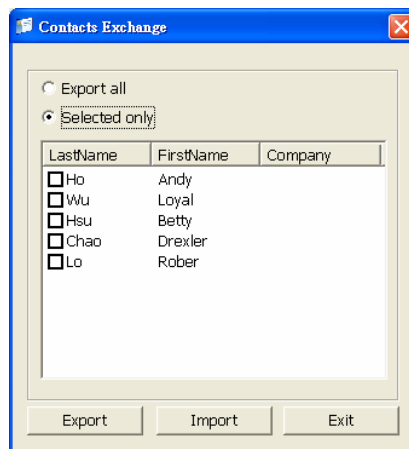 Contacts Exchange
Export all
Selected only
LastName FirstName Company
Ho Andy
Wu Loyal
Hsu Betty
Chao Drexler
Lo Rober
Export Import Exit